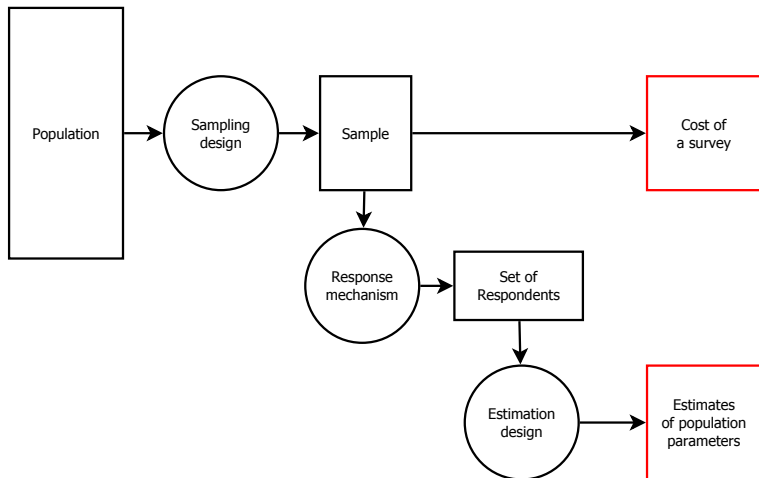 Population
Sampling
design
Sample
Cost of
a survey
Response
mechanism
Set of
Respondents
Estimation
design
Estimates
of population
parameters